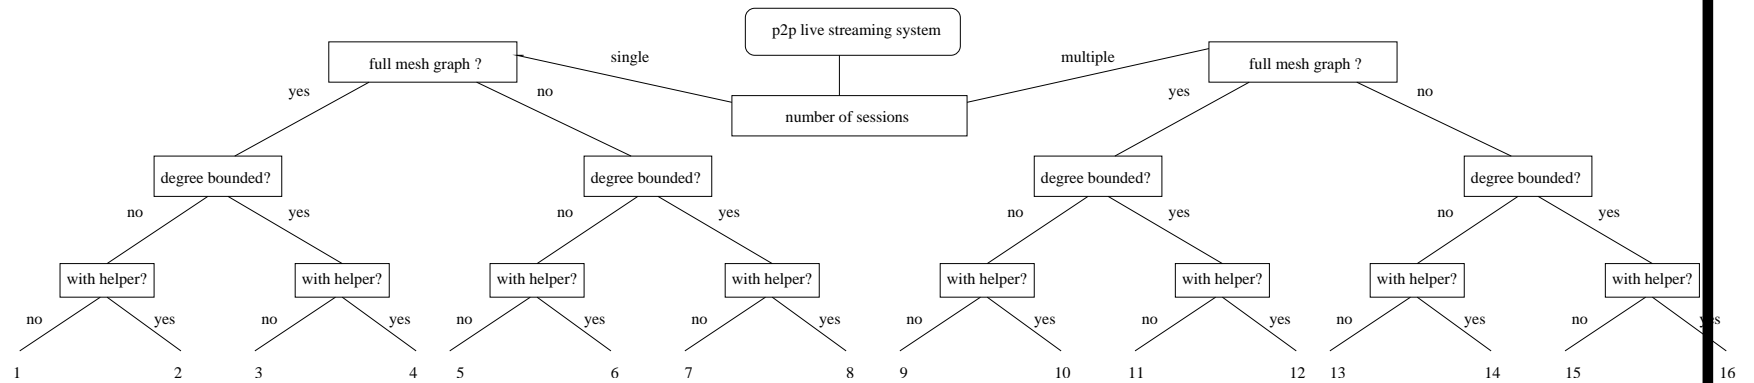 p2p live streaming system
single
multiple
full mesh graph ?
full mesh graph ?
yes
no
number of sessions
yes
no
degree bounded?
degree bounded?
degree bounded?
degree bounded?
no
yes
no
yes
no
yes
no
yes
with helper?
with helper?
with helper?
with helper?
with helper?
with helper?
with helper?
with helper?
no
yes
no
yes
no
yes
no
yes
no
yes
no
yes
no
yes
no
yes
1
2
3
4
5
6
7
8
9
10
11
12
13
14
15
16